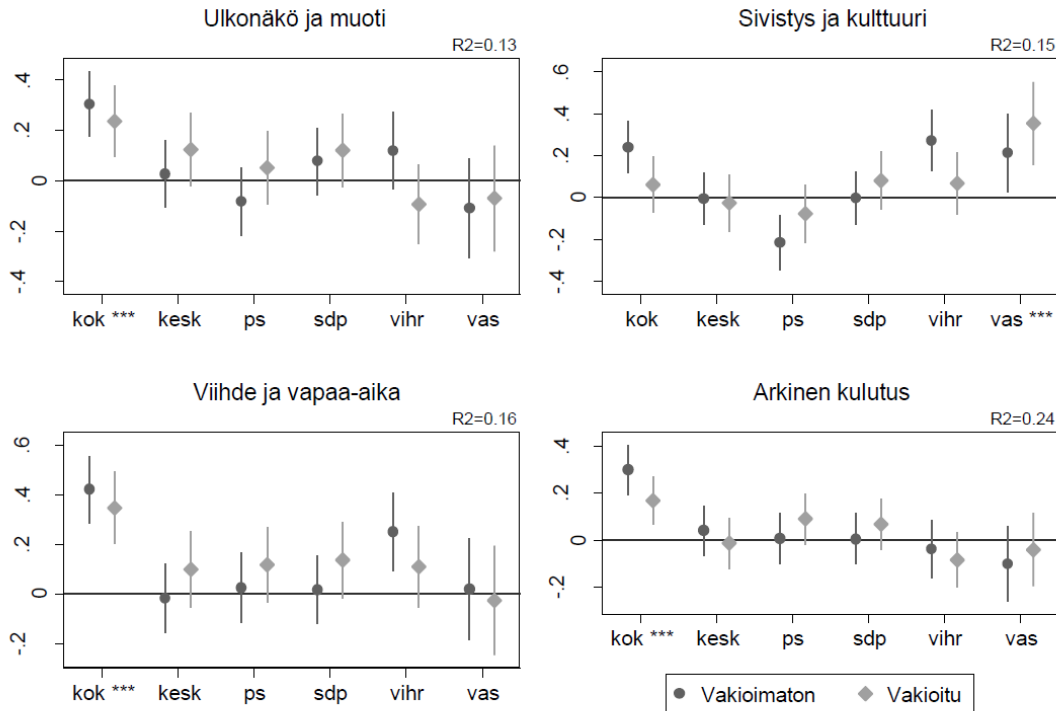 Ulkonäkö ja muoti
R2=0.13
.4
.2
0
-.2
-.4
kok *** kesk ps sdp vihr vas
Sivistys ja kulttuuri
R2=0.15
.6
.4
.2
0
-.2
-.4
kok kesk ps sdp vihr vas ***
Viihde ja vapaa-aika
R2=0.16
.6
.4
.2
0
-.2
kok *** kesk ps sdp vihr vas
Arkinen kulutus
R2=0.24
.4
.2
0
-.2
kok *** kesk ps sdp vihr vas
Vakioimaton Vakioitu